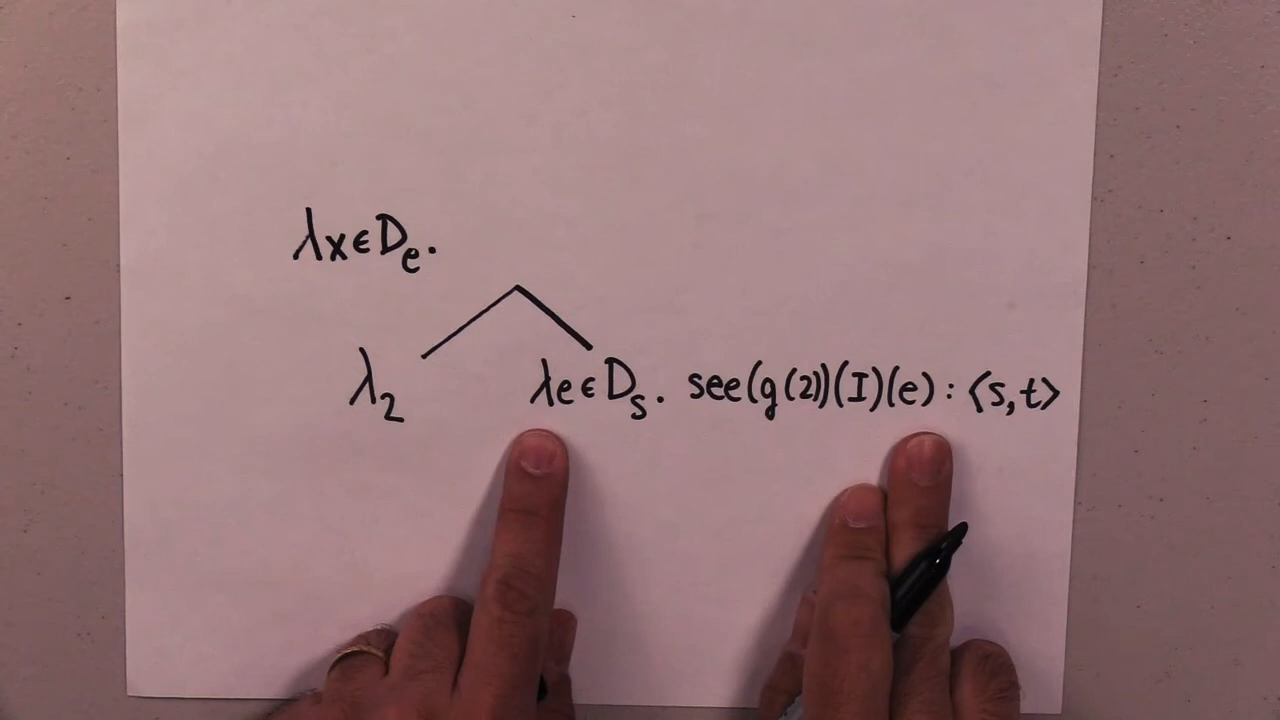 λx∈Dₑ.
λ₂ λe∈Dₛ. see(g(2))(I)(e) : ⟨s,t⟩